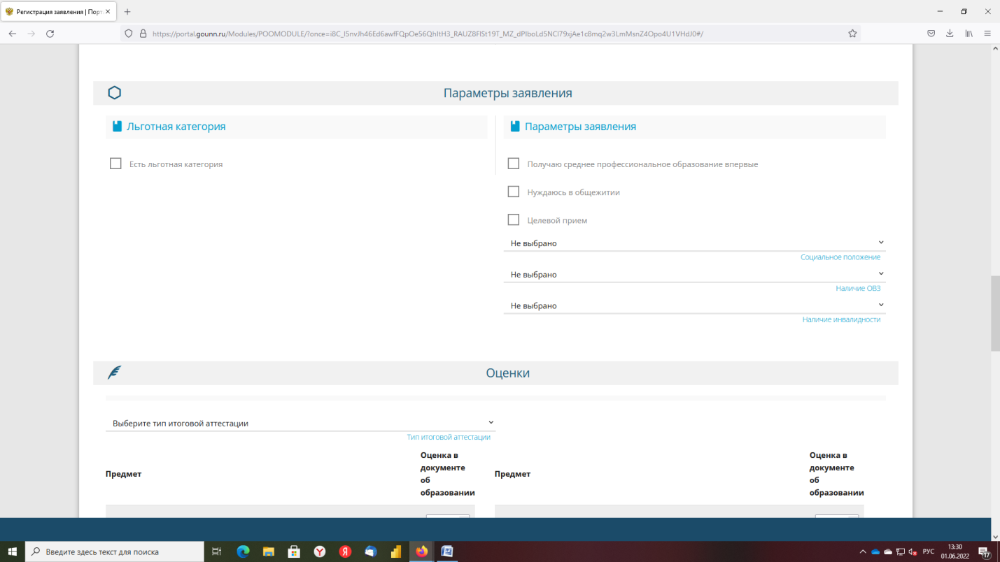 Регистрация заявления | Порт
https://portal.gounn.ru/Modules/POOMODULE/?once=
Параметры заявления
Льготная категория
Параметры заявления
Есть льготная категория
Получаю среднее профессиональное образование впервые
Нуждаюсь в общежитии
Целевой прием
Не выбрано
Социальное положение
Не выбрано
Наличие ОВЗ
Не выбрано
Наличие инвалидности
Оценки
Выберите тип итоговой аттестации
Тип итоговой аттестации
Предмет
Оценка в
документе
об
образовании
Предмет
Оценка в
документе
об
образовании
Введите здесь текст для поиска
РУС
13:30
01.06.2022
17